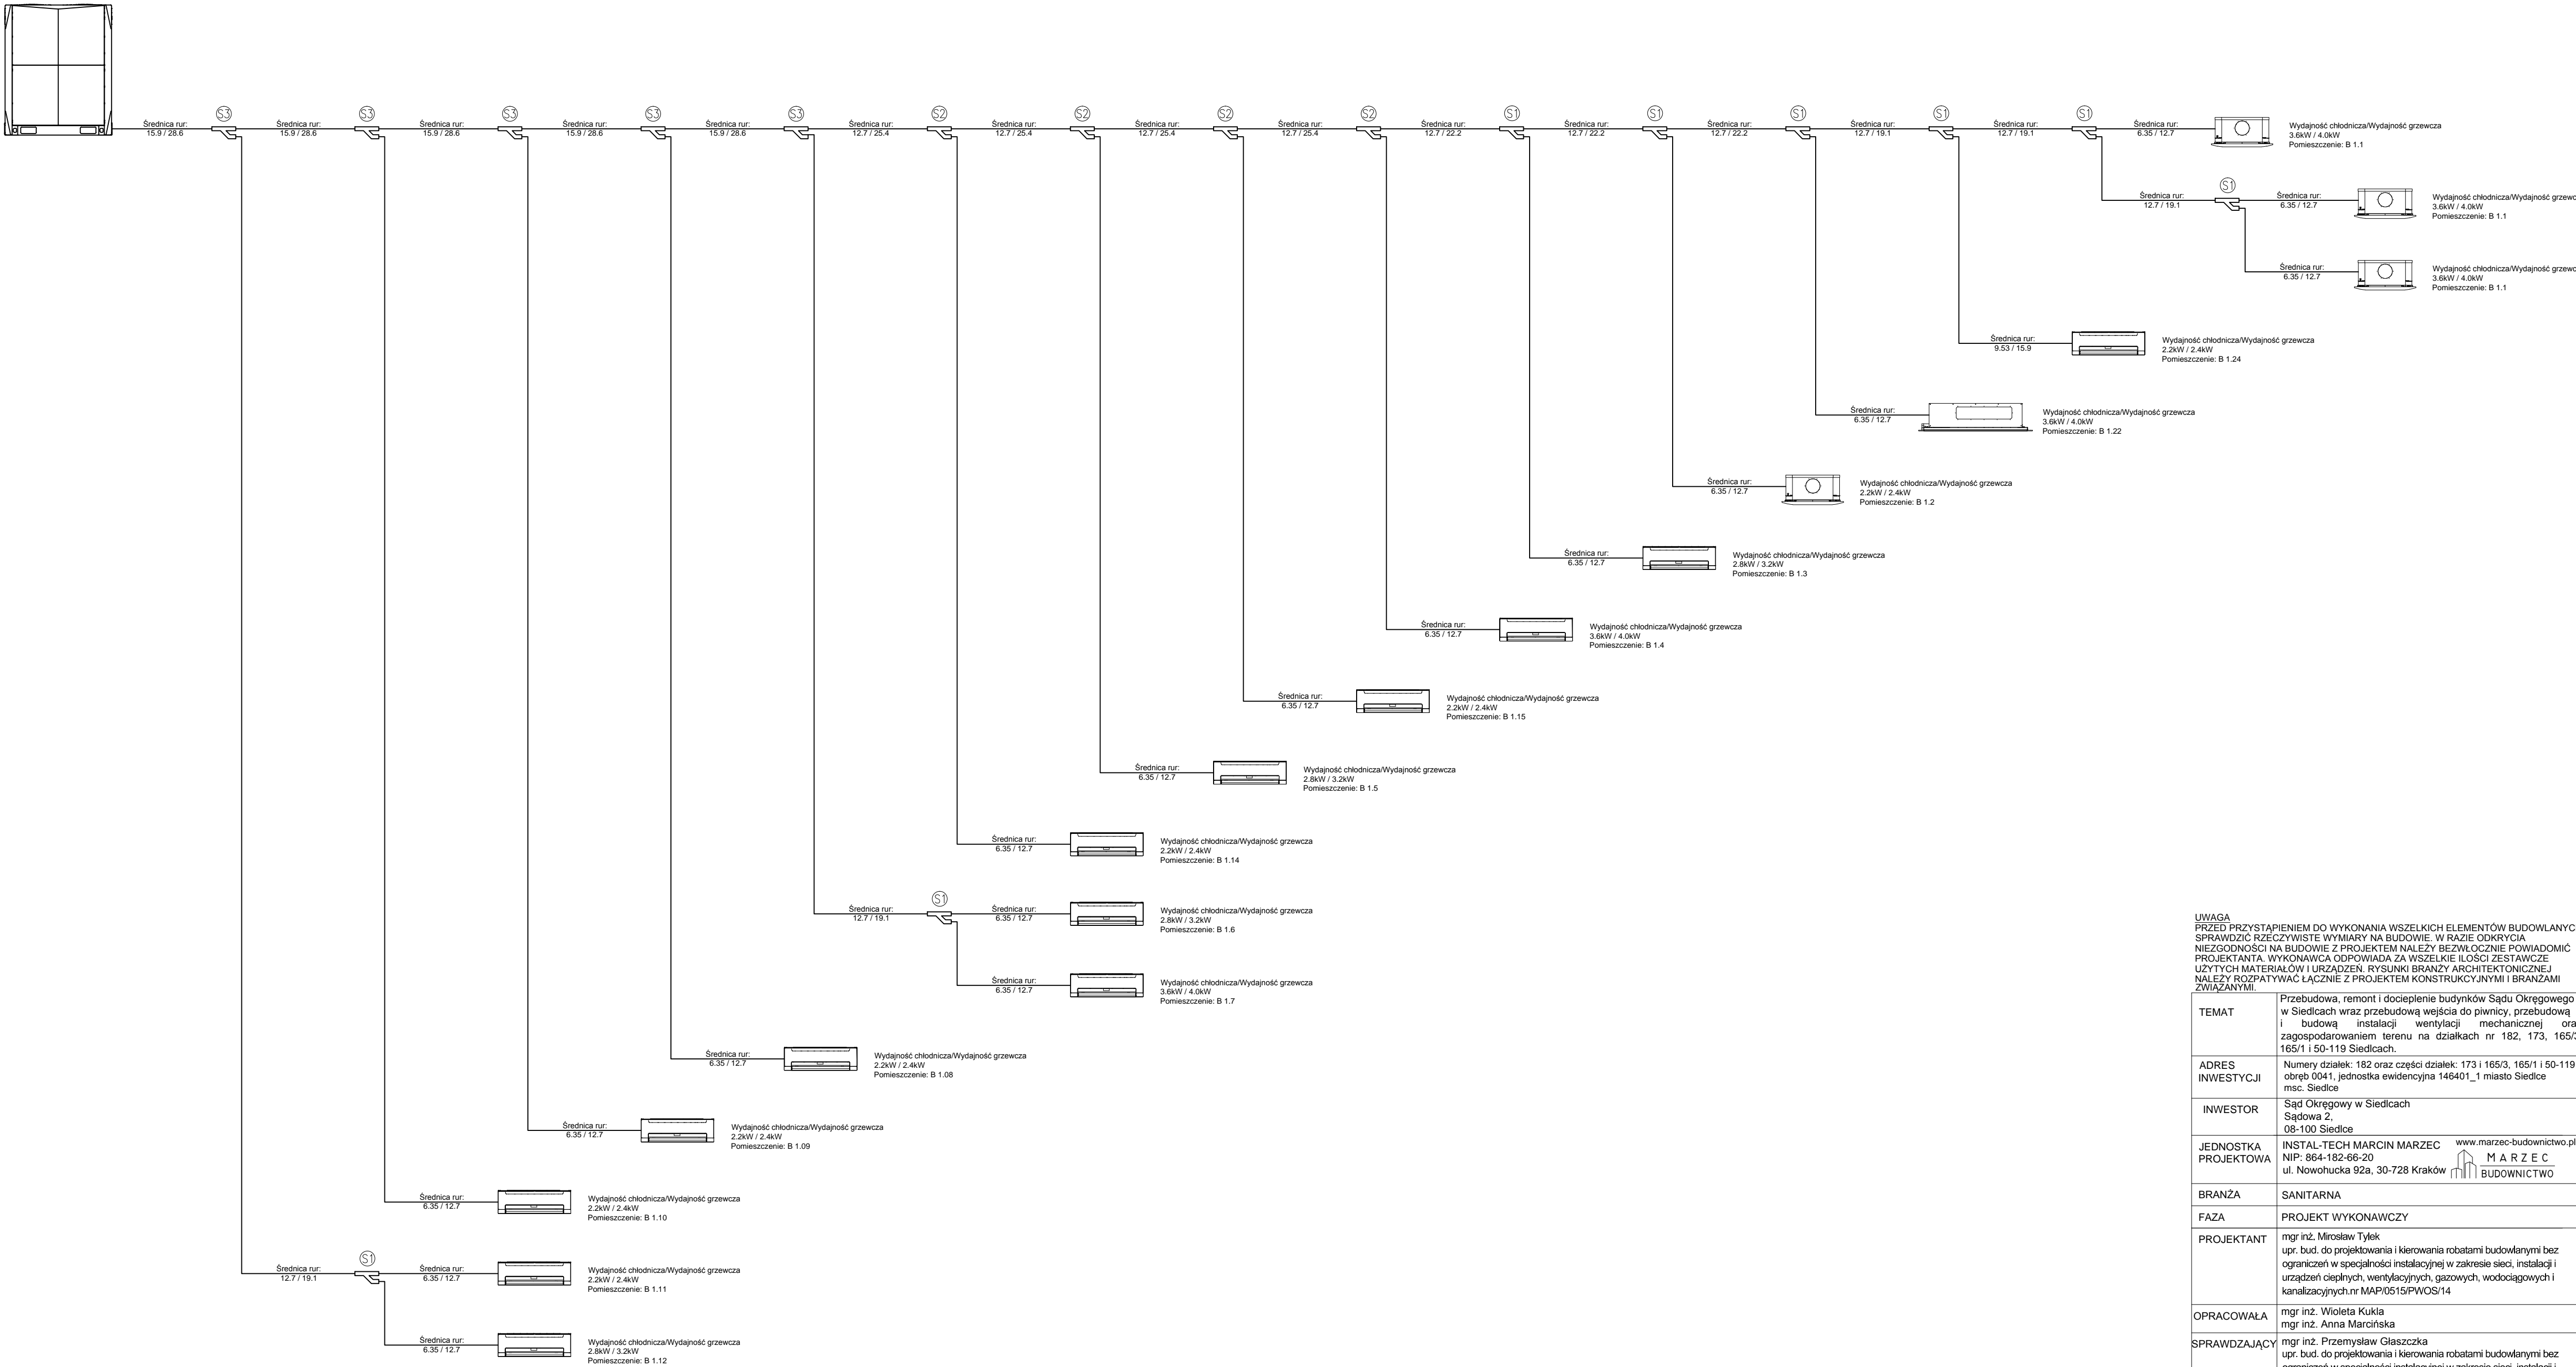 S3
S3
S3
S3
S3
S2
S2
S2
S2
S1
S1
S1
S1
S1
Średnica rur:
15.9 / 28.6
Średnica rur:
15.9 / 28.6
Średnica rur:
15.9 / 28.6
Średnica rur:
15.9 / 28.6
Średnica rur:
15.9 / 28.6
Średnica rur:
12.7 / 25.4
Średnica rur:
12.7 / 25.4
Średnica rur:
12.7 / 25.4
Średnica rur:
12.7 / 25.4
Średnica rur:
12.7 / 22.2
Średnica rur:
12.7 / 22.2
Średnica rur:
12.7 / 22.2
Średnica rur:
12.7 / 19.1
Średnica rur:
12.7 / 19.1
Średnica rur:
6.35 / 12.7
Wydajność chłodnicza/Wydajność grzewcza
3.6kW / 4.0kW
Pomieszczenie: B 1.1
Średnica rur:
12.7 / 19.1
S1
Średnica rur:
6.35 / 12.7
Wydajność chłodnicza/Wydajność grzewc
3.6kW / 4.0kW
Pomieszczenie: B 1.1
Średnica rur:
6.35 / 12.7
Wydajność chłodnicza/Wydajność grzewc
3.6kW / 4.0kW
Pomieszczenie: B 1.1
Średnica rur:
9.53 / 15.9
Wydajność chłodnicza/Wydajność grzewcza
2.2kW / 2.4kW
Pomieszczenie: B 1.24
Średnica rur:
6.35 / 12.7
Wydajność chłodnicza/Wydajność grzewcza
3.6kW / 4.0kW
Pomieszczenie: B 1.22
Średnica rur:
6.35 / 12.7
Wydajność chłodnicza/Wydajność grzewcza
2.2kW / 2.4kW
Pomieszczenie: B 1.2
Średnica rur:
6.35 / 12.7
Wydajność chłodnicza/Wydajność grzewcza
2.8kW / 3.2kW
Pomieszczenie: B 1.3
Średnica rur:
6.35 / 12.7
Wydajność chłodnicza/Wydajność grzewcza
3.6kW / 4.0kW
Pomieszczenie: B 1.4
Średnica rur:
6.35 / 12.7
Wydajność chłodnicza/Wydajność grzewcza
2.2kW / 2.4kW
Pomieszczenie: B 1.15
Średnica rur:
6.35 / 12.7
Wydajność chłodnicza/Wydajność grzewcza
2.8kW / 3.2kW
Pomieszczenie: B 1.5
Średnica rur:
6.35 / 12.7
Wydajność chłodnicza/Wydajność grzewcza
2.2kW / 2.4kW
Pomieszczenie: B 1.14
Średnica rur:
12.7 / 19.1
S1
Średnica rur:
6.35 / 12.7
Wydajność chłodnicza/Wydajność grzewcza
2.8kW / 3.2kW
Pomieszczenie: B 1.6
Średnica rur:
6.35 / 12.7
Wydajność chłodnicza/Wydajność grzewcza
3.6kW / 4.0kW
Pomieszczenie: B 1.7
Średnica rur:
6.35 / 12.7
Wydajność chłodnicza/Wydajność grzewcza
2.2kW / 2.4kW
Pomieszczenie: B 1.08
Średnica rur:
6.35 / 12.7
Wydajność chłodnicza/Wydajność grzewcza
2.2kW / 2.4kW
Pomieszczenie: B 1.09
Średnica rur:
6.35 / 12.7
Wydajność chłodnicza/Wydajność grzewcza
2.2kW / 2.4kW
Pomieszczenie: B 1.10
Średnica rur:
12.7 / 19.1
S1
Średnica rur:
6.35 / 12.7
Wydajność chłodnicza/Wydajność grzewcza
2.2kW / 2.4kW
Pomieszczenie: B 1.11
Średnica rur:
6.35 / 12.7
Wydajność chłodnicza/Wydajność grzewcza
2.8kW / 3.2kW
Pomieszczenie: B 1.12
UWAGA
PRZED PRZYSTĄPIENIEM DO WYKONANIA WSZELKICH ELEMENTÓW BUDOWLANYC
SPRAWDZIĆ RZECZYWISTE WYMIARY NA BUDOWIE. W RAZIE ODKRYCIA
NIEZGODNOŚCI NA BUDOWIE Z PROJEKTEM NALEŻY BEZWŁOCZNIE POWIADOMIĆ
PROJEKTANTA. WYKONAWCA ODPOWIADA ZA WSZELKIE ILOŚCI ZESTAWCZE
UŻYTYCH MATERIAŁÓW I URZĄDZEŃ. RYSUNKI BRANŻY ARCHITEKTONICZNEJ
NALEŻY ROZPATYWAĆ ŁĄCZNIE Z PROJEKTEM KONSTRUKCYJNYMI I BRANŻAMI
ZWIĄZANYMI.
TEMAT
Przebudowa, remont i docieplenie budynków Sądu Okręgowego
w Siedlcach wraz przebudową wejścia do piwnicy, przebudową
i budową instalacji wentylacji mechanicznej ora
zagospodarowaniem terenu na działkach nr 182, 173, 165/3
165/1 i 50-119 Siedlcach.
ADRES
INWESTYCJI
Numery działek: 182 oraz części działek: 173 i 165/3, 165/1 i 50-119
obręb 0041, jednostka ewidencyjna 146401_1 miasto Siedlce
msc. Siedlce
INWESTOR
Sąd Okręgowy w Siedlcach
Sądowa 2,
08-100 Siedlce
JEDNOSTKA
PROJEKTOWA
INSTAL-TECH MARCIN MARZEC www.marzec-budownictwo.pl
NIP: 864-182-66-20
ul. Nowohucka 92a, 30-728 Kraków
MARZEC
BUDOWNICTWO
BRANŻA
SANITARNA
FAZA
PROJEKT WYKONAWCZY
PROJEKTANT
mgr inż. Mirosław Tylek
upr. bud. do projektowania i kierowania robatami budowlanymi bez
ograniczeń w specjalności instalacyjnej w zakresie sieci, instalacji i
urządzeń cieplnych, wentylacyjnych, gazowych, wodociągowych i
kanalizacyjnych.nr MAP/0515/PWOS/14
OPRACOWAŁA
mgr inż. Wioleta Kukla
mgr inż. Anna Marcińska
SPRAWDZAJĄCY
mgr inż. Przemysław Głaszczka
upr. bud. do projektowania i kierowania robatami budowlanymi bez